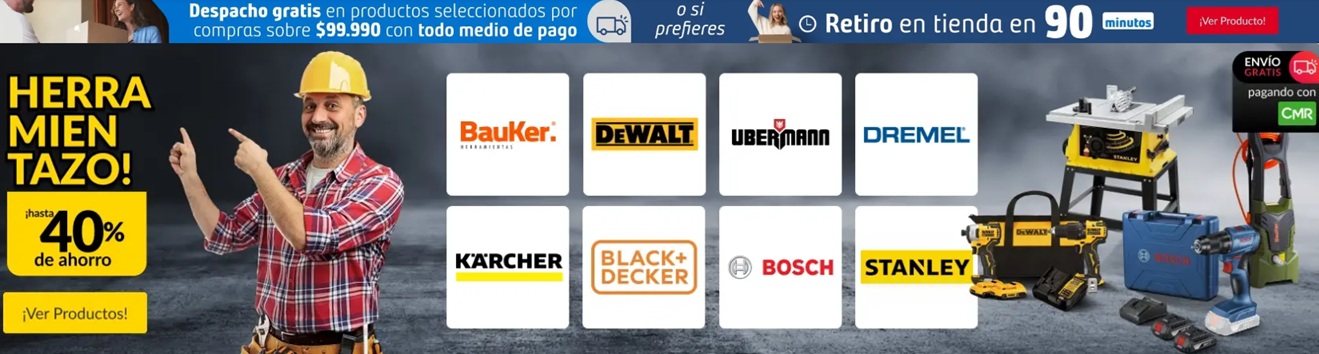 Despacho gratis en productos seleccionados por
compras sobre $99.990 con todo medio de pago
o si
prefieres
Retiro en tienda en 90 minutos
¡Ver Producto!
HERRA
MIEN
TAZO!
¡hasta
40%
de ahorro
¡Ver Productos!
BauKer.
HERRAMIENTAS
DEWALT
UBERMANN
DREMEL
KÄRCHER
BLACK+
DECKER
BOSCH
STANLEY
ENVÍO
GRATIS
pagando con
CMR
STANLEY
DEWALT
BOSCH